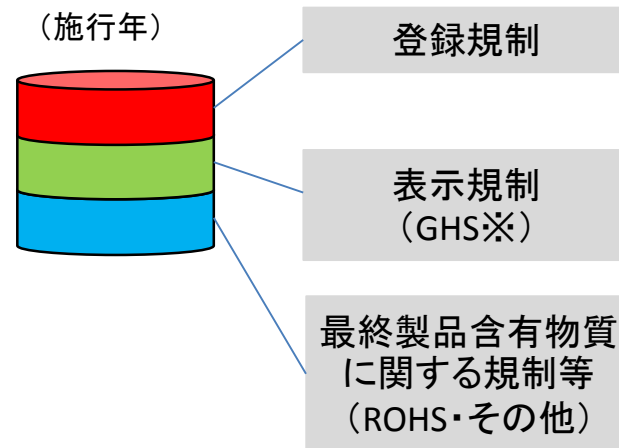 （施行年）
登録規制
表示規制
（GHS※）
最終製品含有物質
に関する規制等
（ROHS・その他）